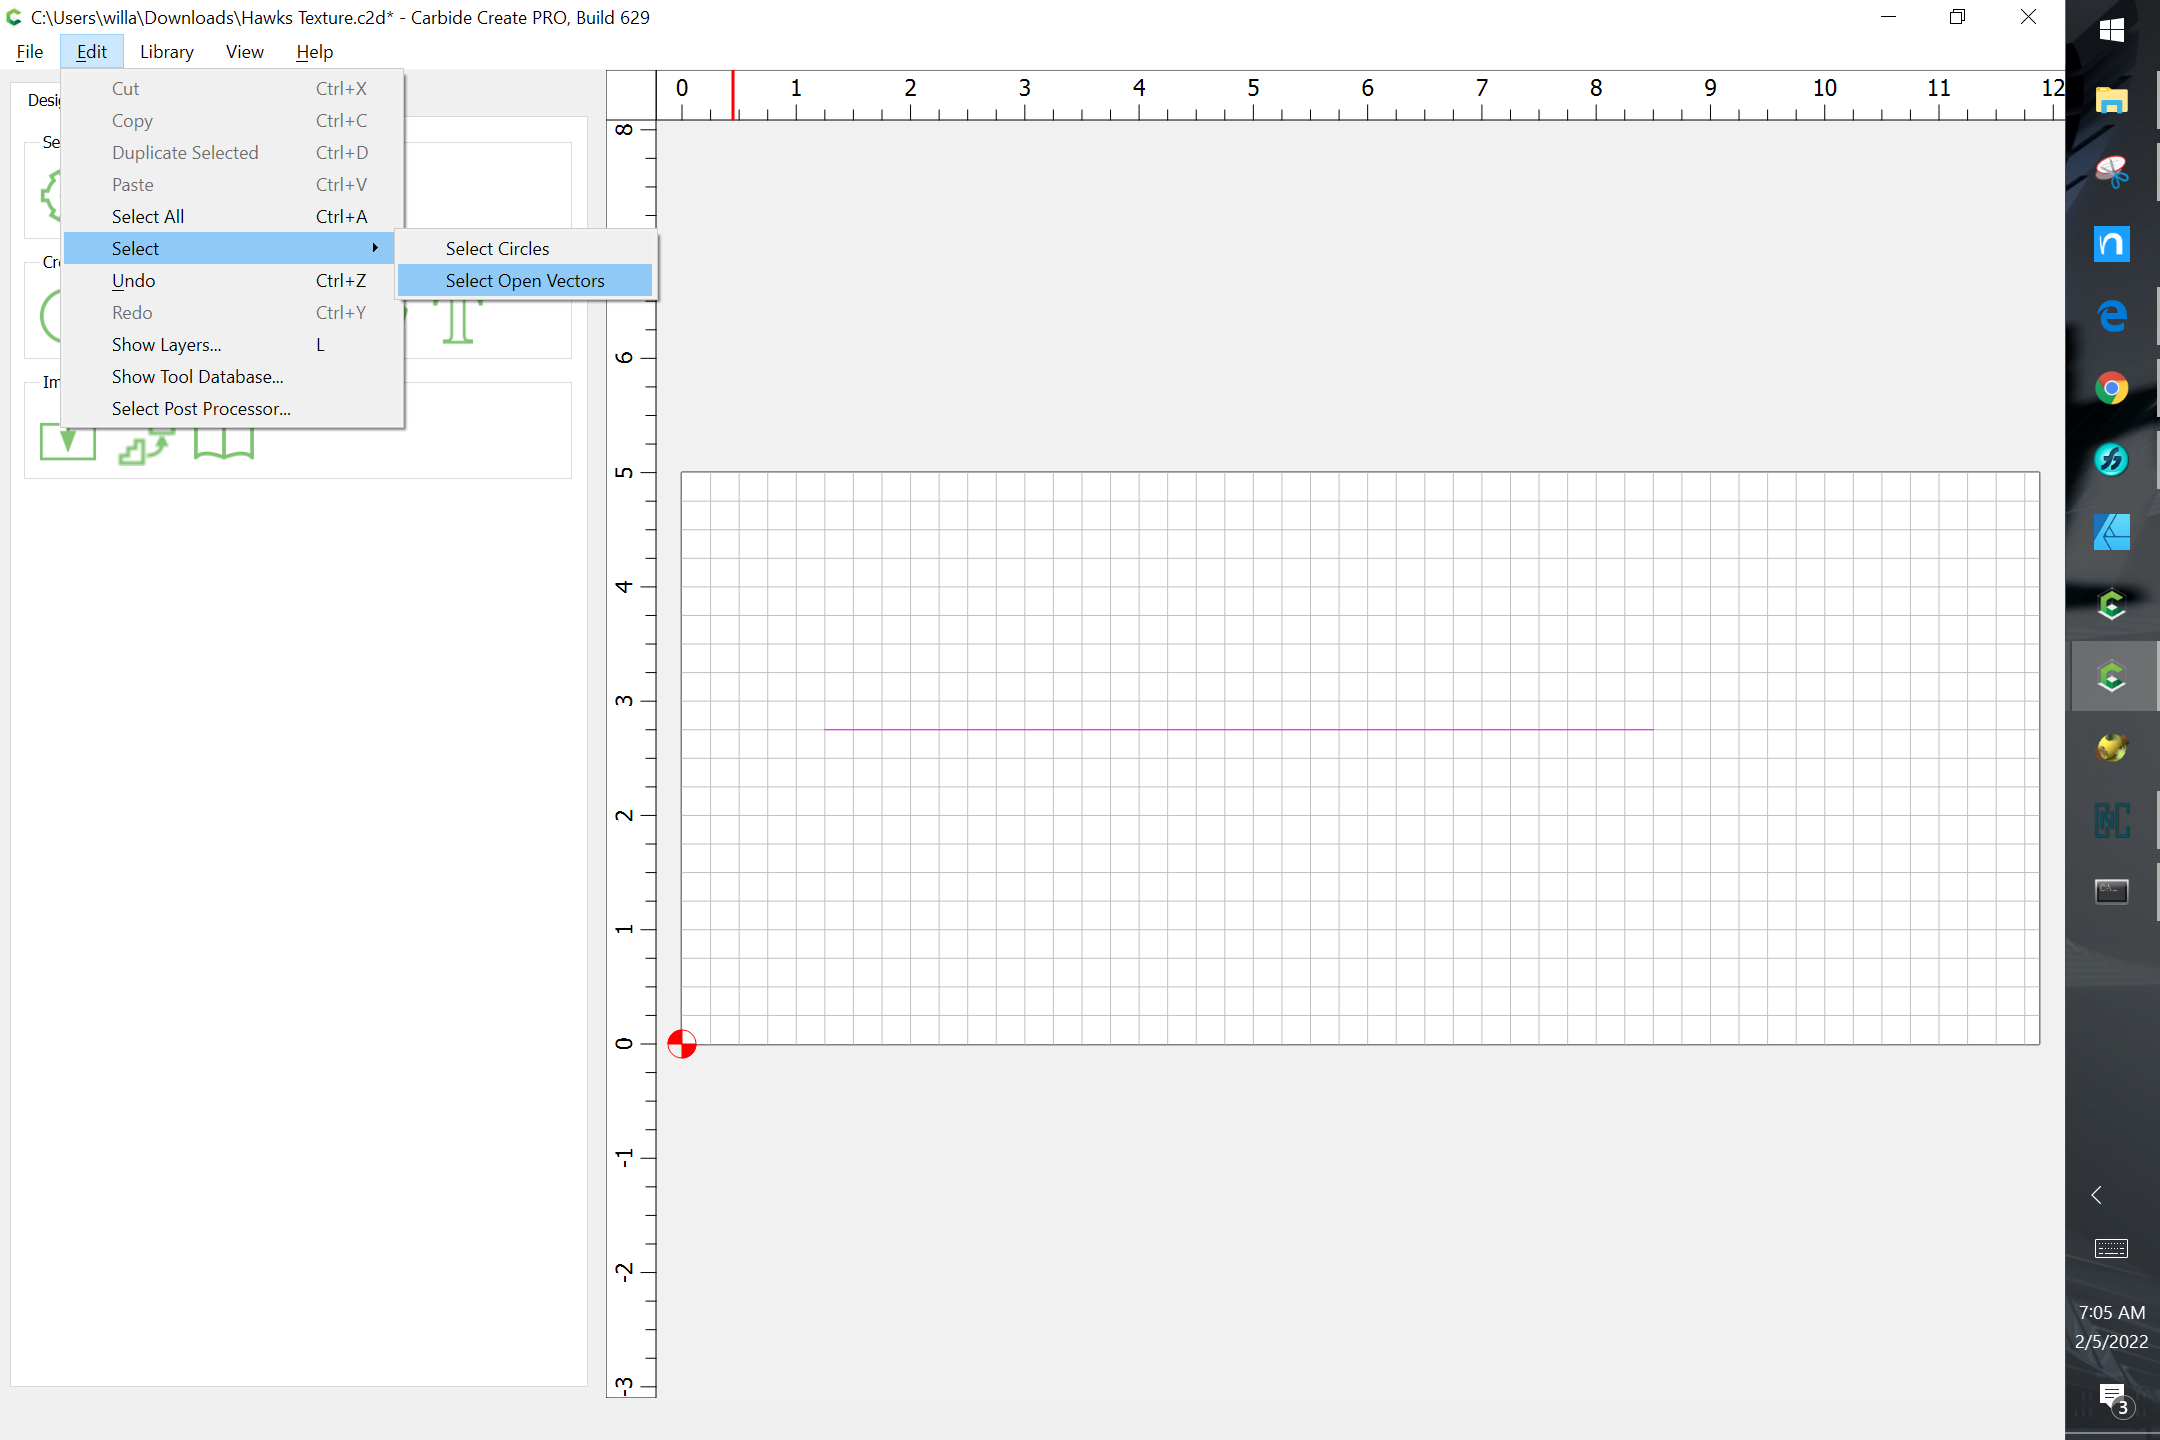 C:\Users\willa\Downloads\Hawks Texture.c2d* - Carbide Create PRO, Build 629
File Edit Library View Help
Cut Ctrl+X
Copy Ctrl+C
Duplicate Selected Ctrl+D
Paste Ctrl+V
Select All Ctrl+A
Select
Undo Ctrl+Z
Redo Ctrl+Y
Show Layers... L
Show Tool Database...
Select Post Processor...
Select Circles
Select Open Vectors
Desi
Se
Cr
Im
T
0 1 2 3 4 5 6 7 8 9 10 11 12
8
6
5
4
3
2
1
0
-1
-2
-3
7:05 AM
2/5/2022
3